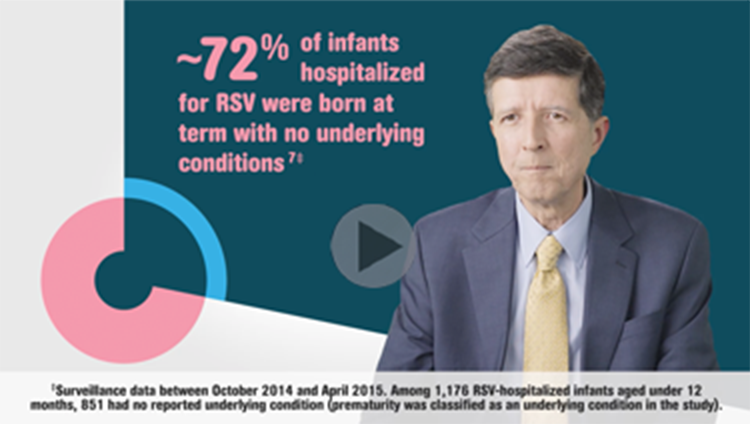 ~72% of infants
hospitalized
for RSV were born at
term with no underlying
conditions ⁷‡
‡Surveillance data between October 2014 and April 2015. Among 1,176 RSV-hospitalized infants aged under 12
months, 851 had no reported underlying condition (prematurity was classified as an underlying condition in the study).